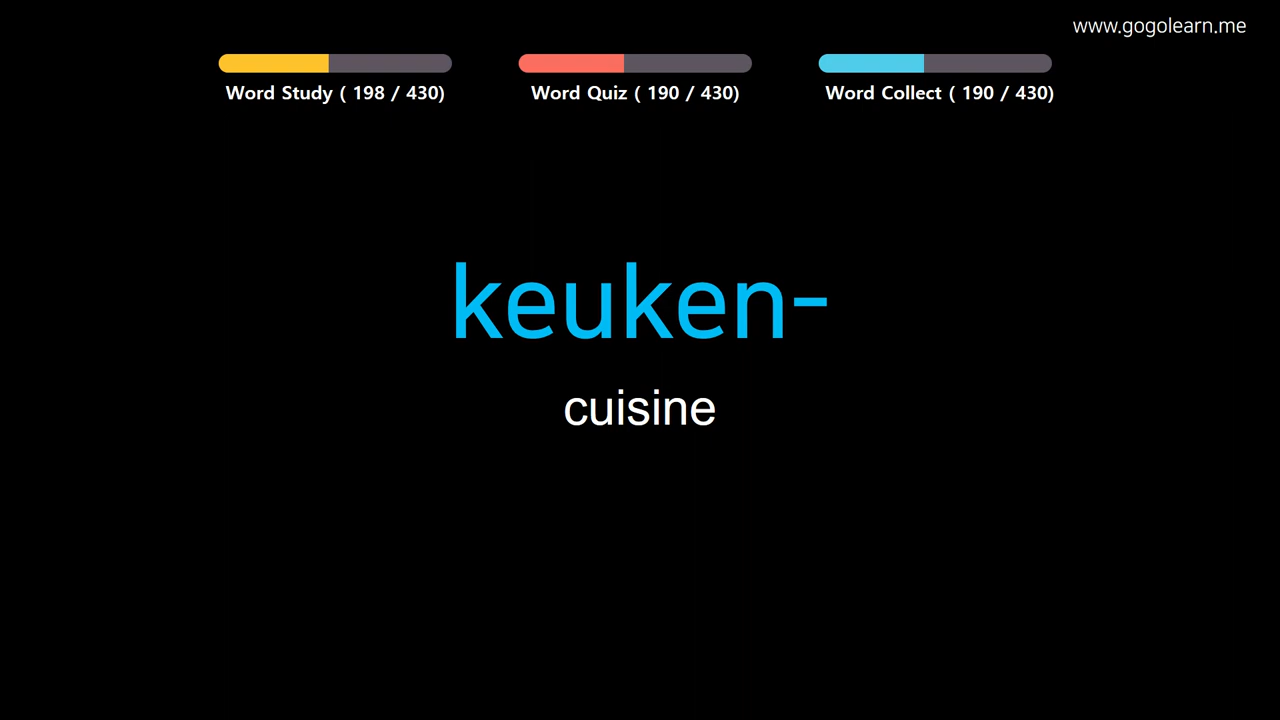 www.gogolearn.me
Word Study ( 198 / 430)
Word Quiz ( 190 / 430)
Word Collect ( 190 / 430)
keuken-
cuisine